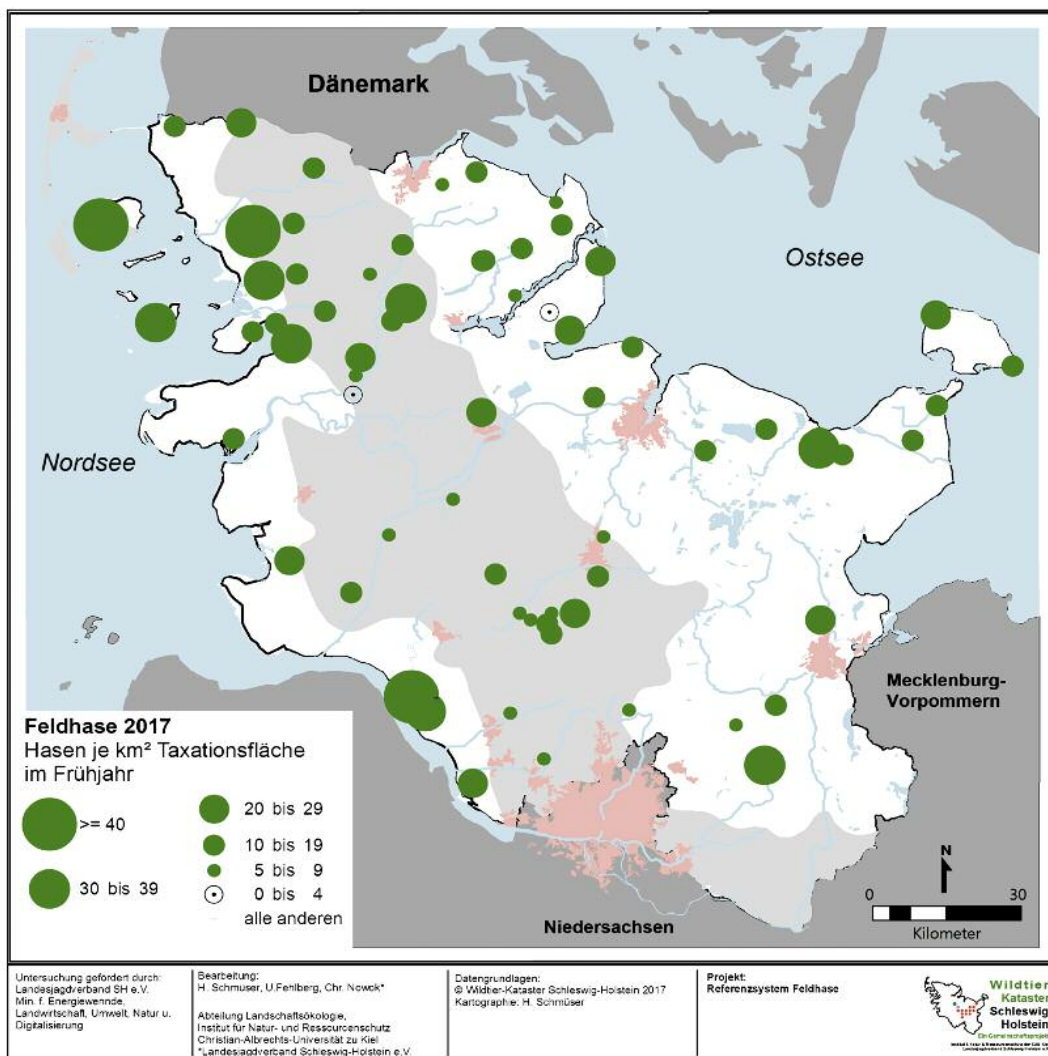 Dänemark
Ostsee
Nordsee
Mecklenburg-
Vorpommern
Niedersachsen
Feldhase 2017
Hasen je km² Taxationsfläche
im Frühjahr
>= 40
30 bis 39
20 bis 29
10 bis 19
5 bis 9
0 bis 4
alle anderen
N
0 30
Kilometer
Untersuchung gefördert durch:
Landesjagdverband SH e.V.
Min. f. Energiewennde,
Landwirtschaft, Umwelt, Natur u.
Digitalisierung
Bearbeitung:
H. Schmüser, U.Fehlberg, Chr. Nowok*
Abteilung Landschaftsökologie,
Institut für Natur- und Ressourcenschutz
Christian-Albrechts-Universität zu Kiel
*Landesjagdverband Schleswig-Holstein e.V.
Datengrundlagen:
© Wildtier-Kataster Schleswig-Holstein 2017
Kartographie: H. Schmüser
Projekt:
Referenzsystem Feldhase
Wildtier
Kataster
Schleswig
Holstein
Ein Gemeinschaftsprojekt